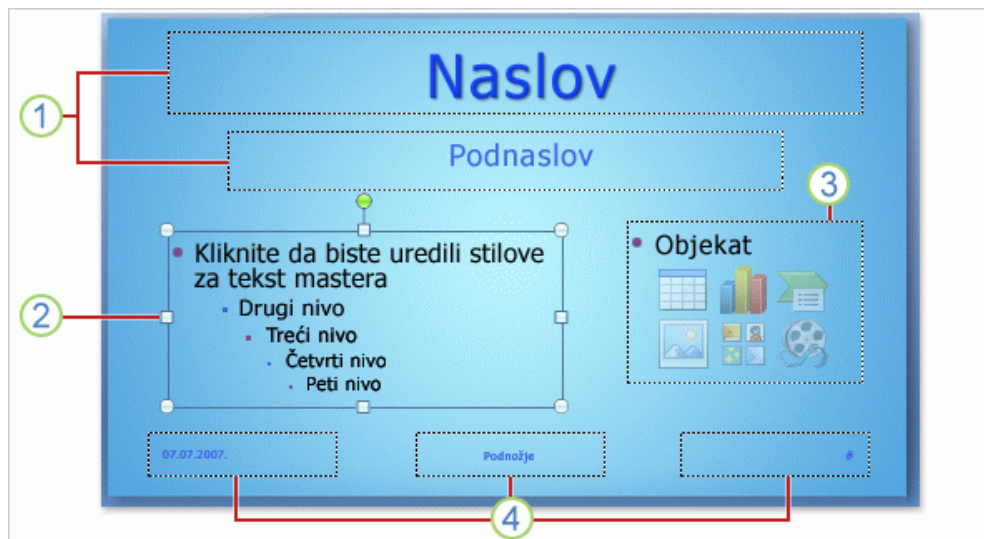 Naslov
1
Podnaslov
3
Kliknite da biste uredili stilove
za tekst mastera
Drugi nivo
Treći nivo
Četvrti nivo
Peti nivo
2
Objekat
07.07.2007.
Podnožje
#
4